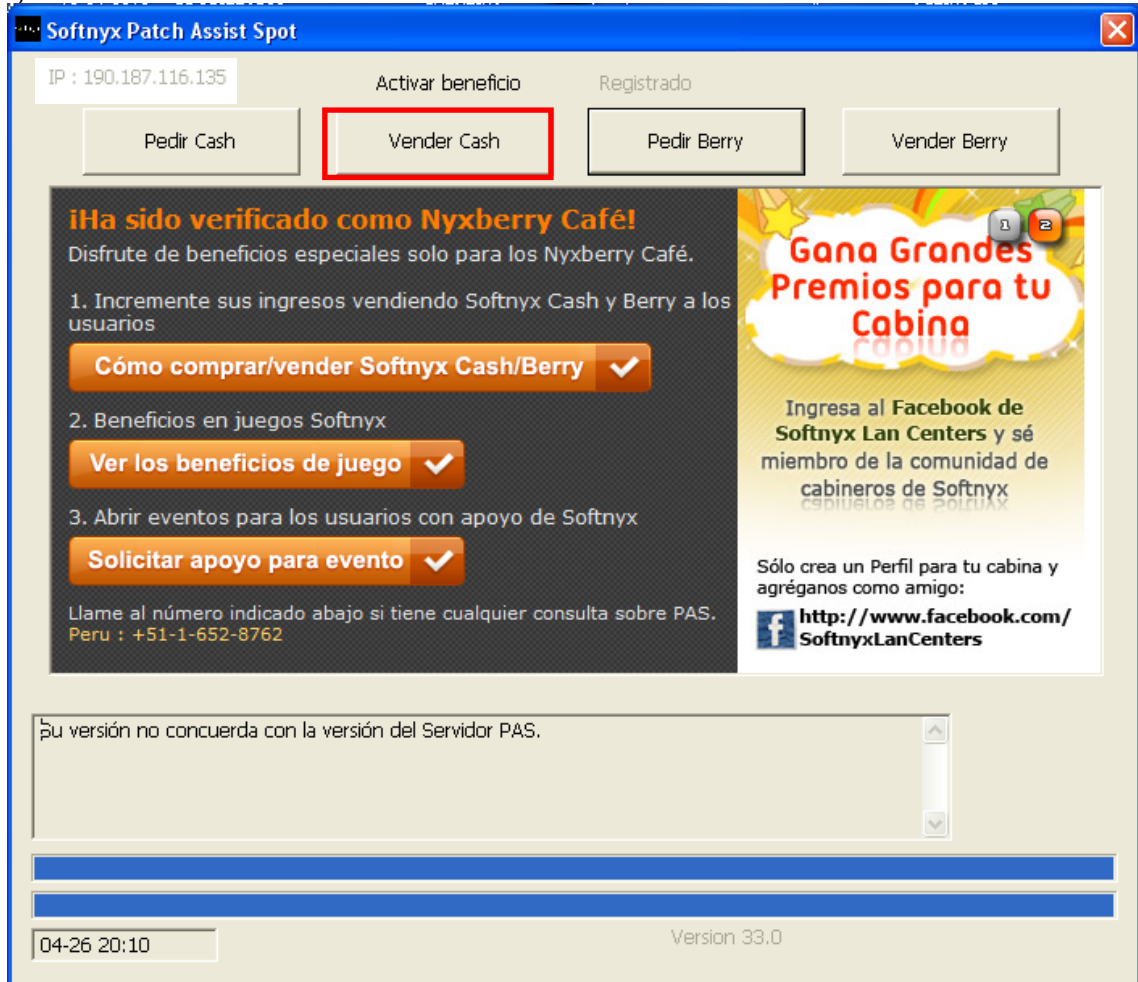 Softnyx Patch Assist Spot
IP : 190.187.116.135
Activar beneficio
Registrado
Pedir Cash
Vender Cash
Pedir Berry
Vender Berry
¡Ha sido verificado como Nyxberry Café!
Disfrute de beneficios especiales solo para los Nyxberry Café.
1. Incremente sus ingresos vendiendo Softnyx Cash y Berry a los
usuarios
Cómo comprar/vender Softnyx Cash/Berry
2. Beneficios en juegos Softnyx
Ver los beneficios de juego
3. Abrir eventos para los usuarios con apoyo de Softnyx
Solicitar apoyo para evento
Llame al número indicado abajo si tiene cualquier consulta sobre PAS.
Peru : +51-1-652-8762
1 2
Gana Grandes
Premios para tu
Cabina
Ingresa al Facebook de
Softnyx Lan Centers y sé
miembro de la comunidad de
cabineros de Softnyx
Sólo crea un Perfil para tu cabina y
agréganos como amigo:
http://www.facebook.com/
SoftnyxLanCenters
Su versión no concuerda con la versión del Servidor PAS.
04-26 20:10
Version 33.0